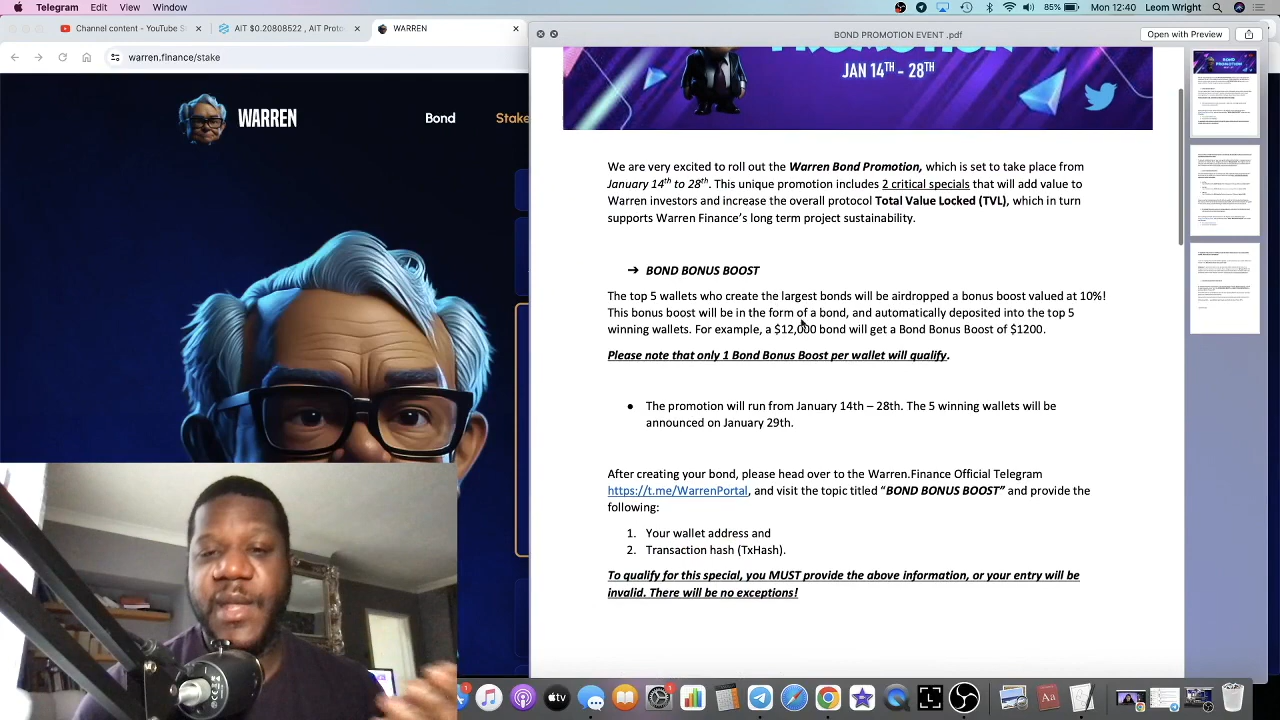 Telegram Edit View Window 85% Mon 12:40 Leom Wright
Channel content - YouTube S
AIT $0.20809522 , AIT Proto
WARREN
warren.finance/stake
WARREN
Bond
Stake
BOND PROMOTION EVENT .pdf
Open with Preview
JAN 14TH - 28TH
We are very excited to roll out the Warren Bond Promotion, which is set to take place from
January 14th to 28th. This unique promotion includes 2 critical specials that will add value to
Warren investors and an increase the protocol Total Value Locked (TVL), which in turn
supports Warren Finance's overall project sustainability.
➔ BOND BONUS BOOST
The top 5 wallets who create a bond of $12,000+ will randomly win a bond boost valued at 10%!
The boost reward will be in the form of a bond and automatically deposited into the top 5
winning wallets. For example, a $12,000 bond will get a Bond Bonus Boost of $1200.
Please note that only 1 Bond Bonus Boost per wallet will qualify.
● The promotion will run from January 14th – 28th. The 5 winning wallets will be
announced on January 29th.
After creating your bond, please head over to the Warren.Finance Official Telegram
https://t.me/WarrenPortal, and visit the topic titled "BOND BONUS BOOST" and provide the
following:
1. Your wallet address and
2. Transaction hash (TxHash).
To qualify for this special, you MUST provide the above information, or your entry will be
invalid. There will be no exceptions!